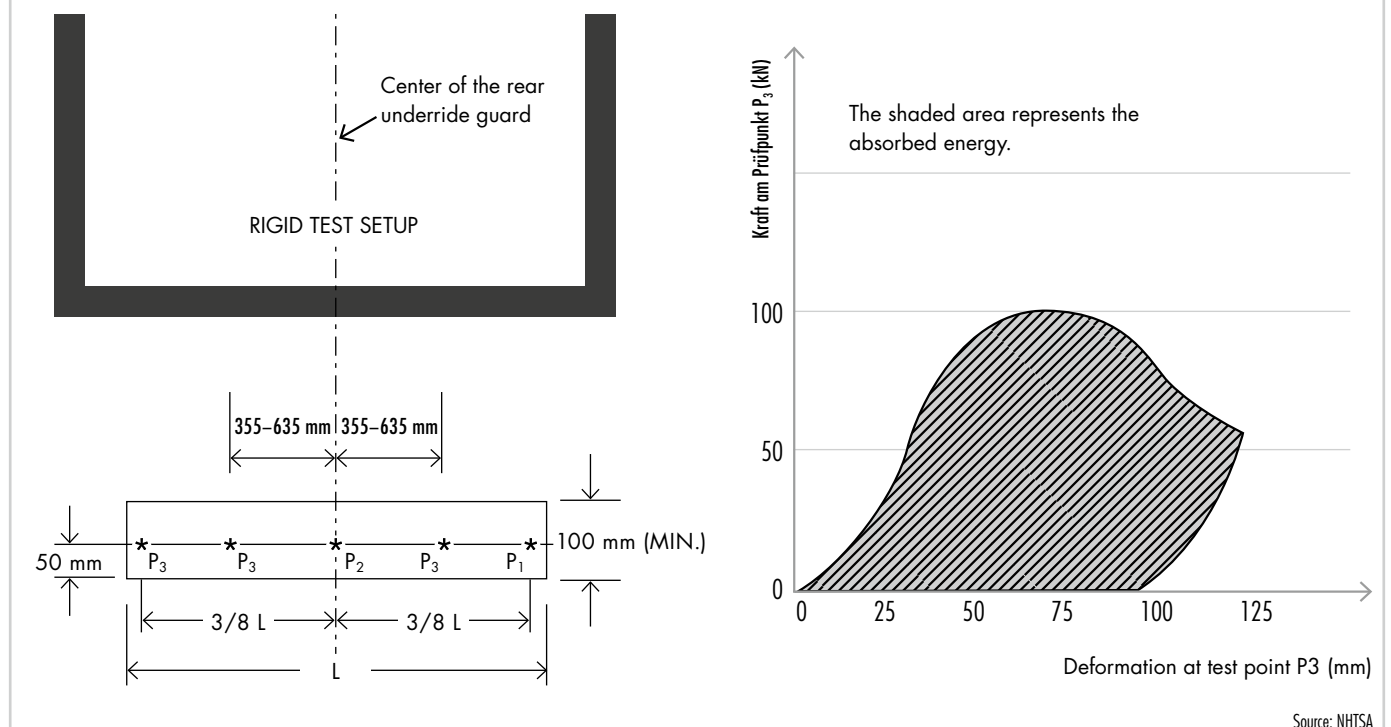 Center of the rear
underride guard
RIGID TEST SETUP
355–635 mm 355–635 mm
50 mm
100 mm (MIN.)
* * * * *
P3 P3 P2 P3 P1
3/8 L 3/8 L
L
Kraft am Prüfpunkt P3 (kN)
The shaded area represents the
absorbed energy.
100
50
0
0 25 50 75 100 125
Deformation at test point P3 (mm)
Source: NHTSA